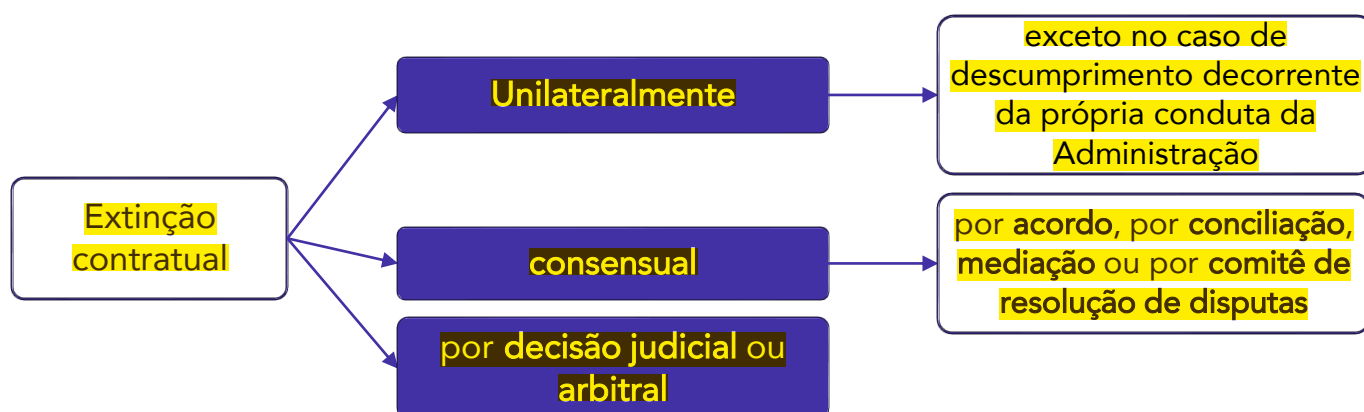 Extinção
contratual
Unilateralmente
exceto no caso de
descumprimento decorrente
da própria conduta da
Administração
consensual
por acordo, por conciliação,
mediação ou por comitê de
resolução de disputas
por decisão judicial ou
arbitral